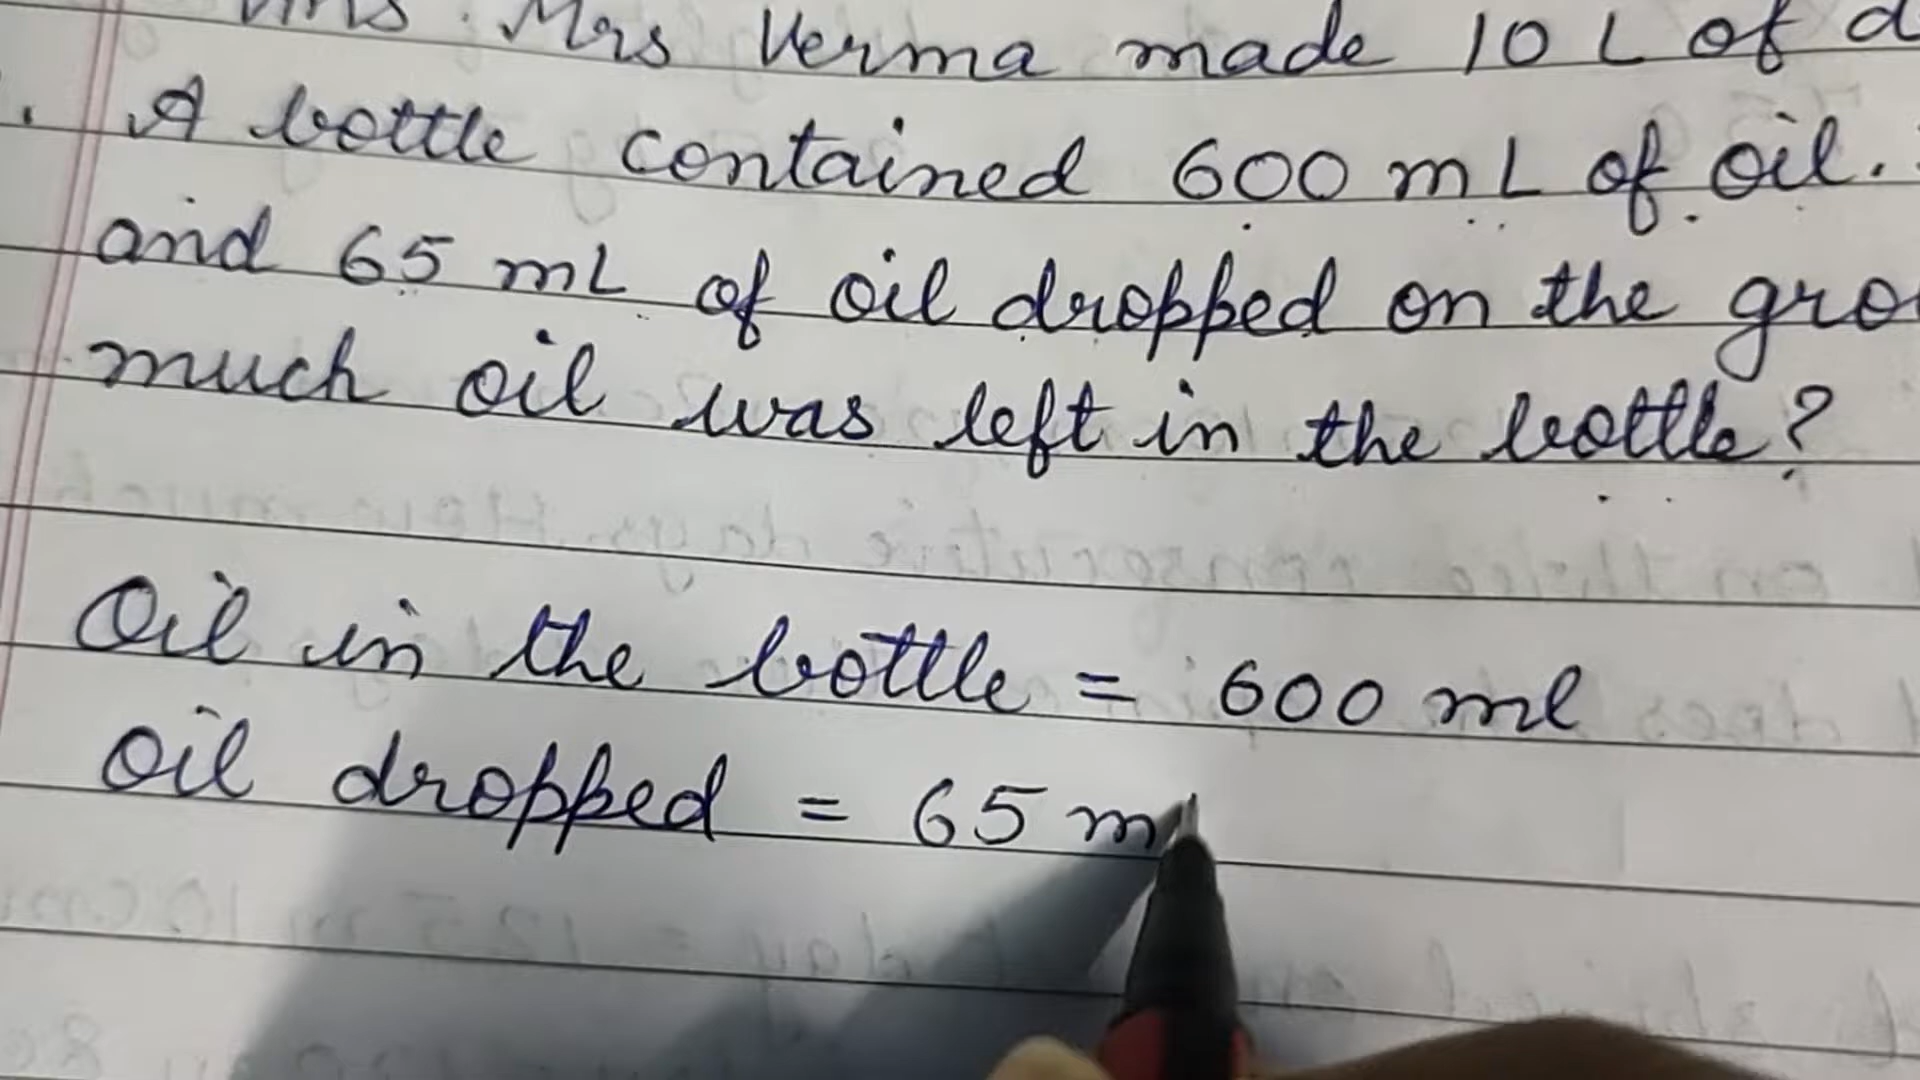 Mrs Verma made 10 L of d
A bottle contained 600 mL of oil.
and 65 mL of oil dropped on the gro
much oil was left in the bottle?
Oil in the bottle = 600 ml
Oil dropped = 65 m